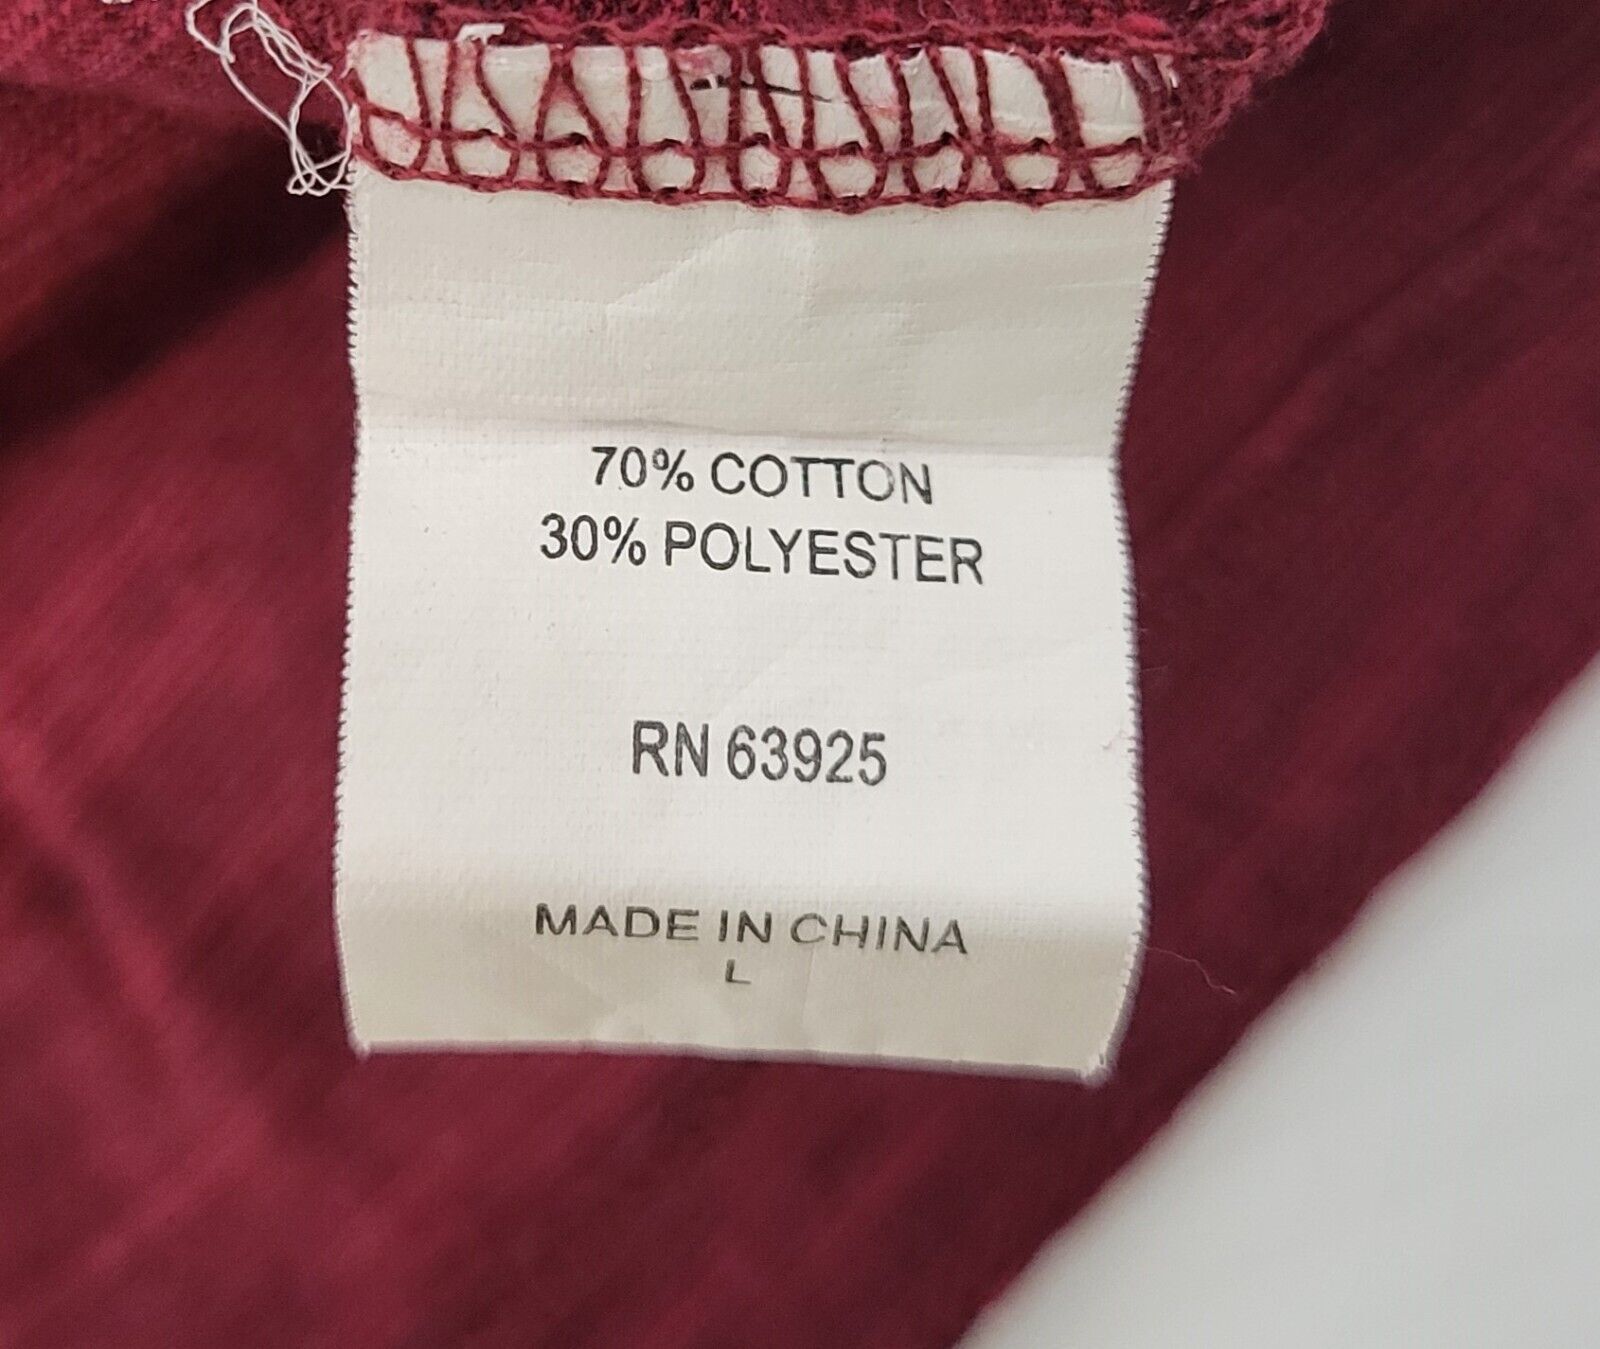 70% COTTON
30% POLYESTER
RN 63925
MADE IN CHINA
L